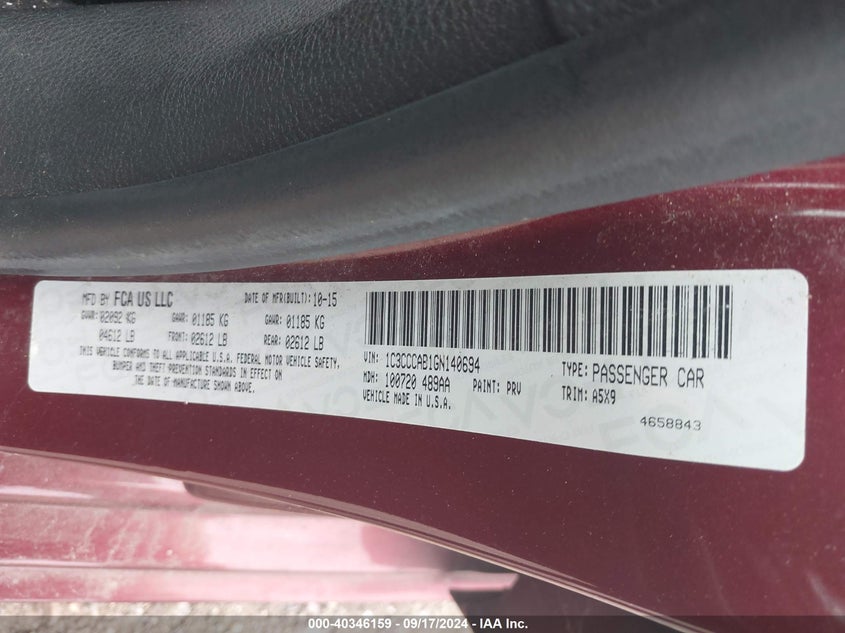 MFD BY FCA US LLC DATE OF MFR(BUILT): 10-15
GVWR: 02092 KG GAWR: 01185 KG GAWR: 01185 KG
04612 LB FRONT: 02612 LB REAR: 02612 LB
THIS VEHICLE CONFORMS TO ALL APPLICABLE U.S.A. FEDERAL MOTOR VEHICLE SAFETY,
BUMPER AND THEFT PREVENTION STANDARDS IN EFFECT ON
THE DATE OF MANUFACTURE SHOWN ABOVE.
VIN: 1C3CCCAB1GN140694
MDH: 100720 489AA PAINT: PRV
VEHICLE MADE IN U.S.A.
TYPE: PASSENGER CAR
TRIM: A5X9
4658843
000-40346159 - 09/17/2024 - IAA Inc.